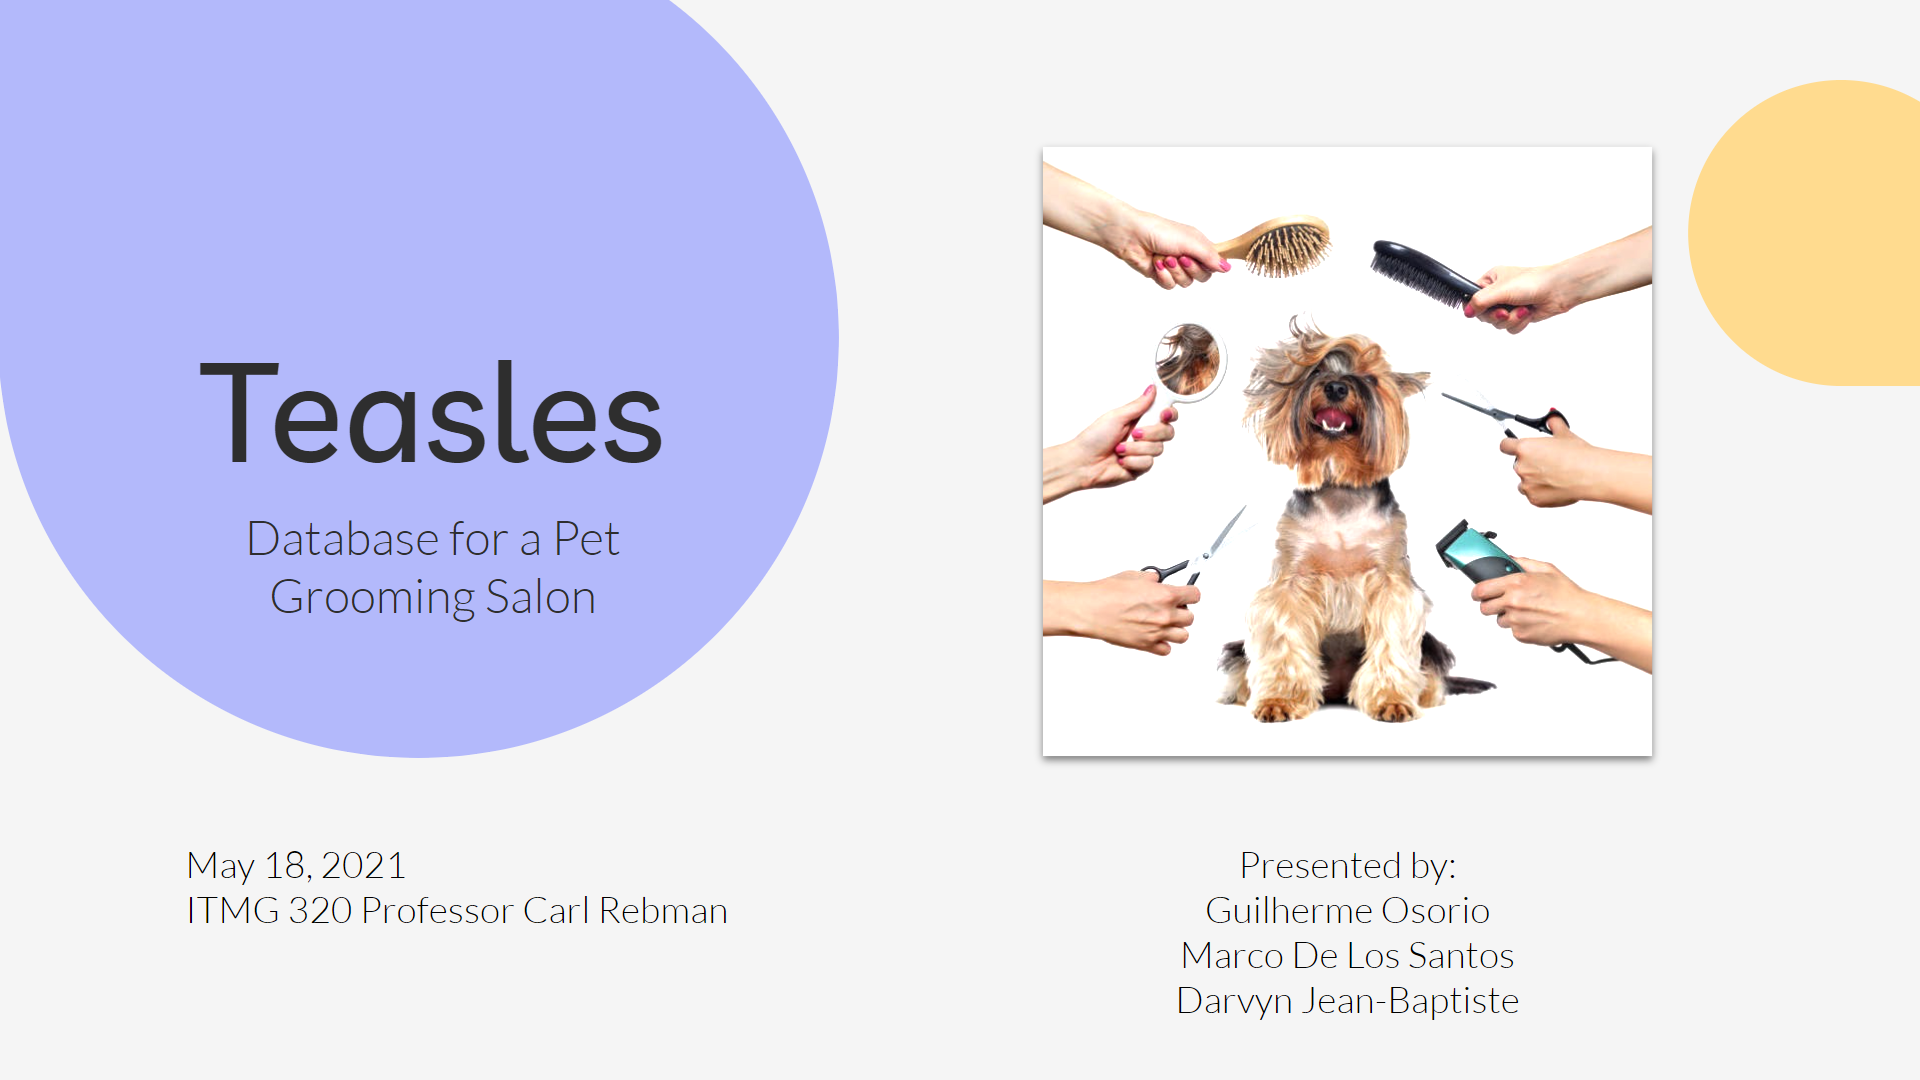 Teasles
Database for a Pet
Grooming Salon
May 18, 2021
ITMG 320 Professor Carl Rebman
Presented by:
Guilherme Osorio
Marco De Los Santos
Darvyn Jean-Baptiste